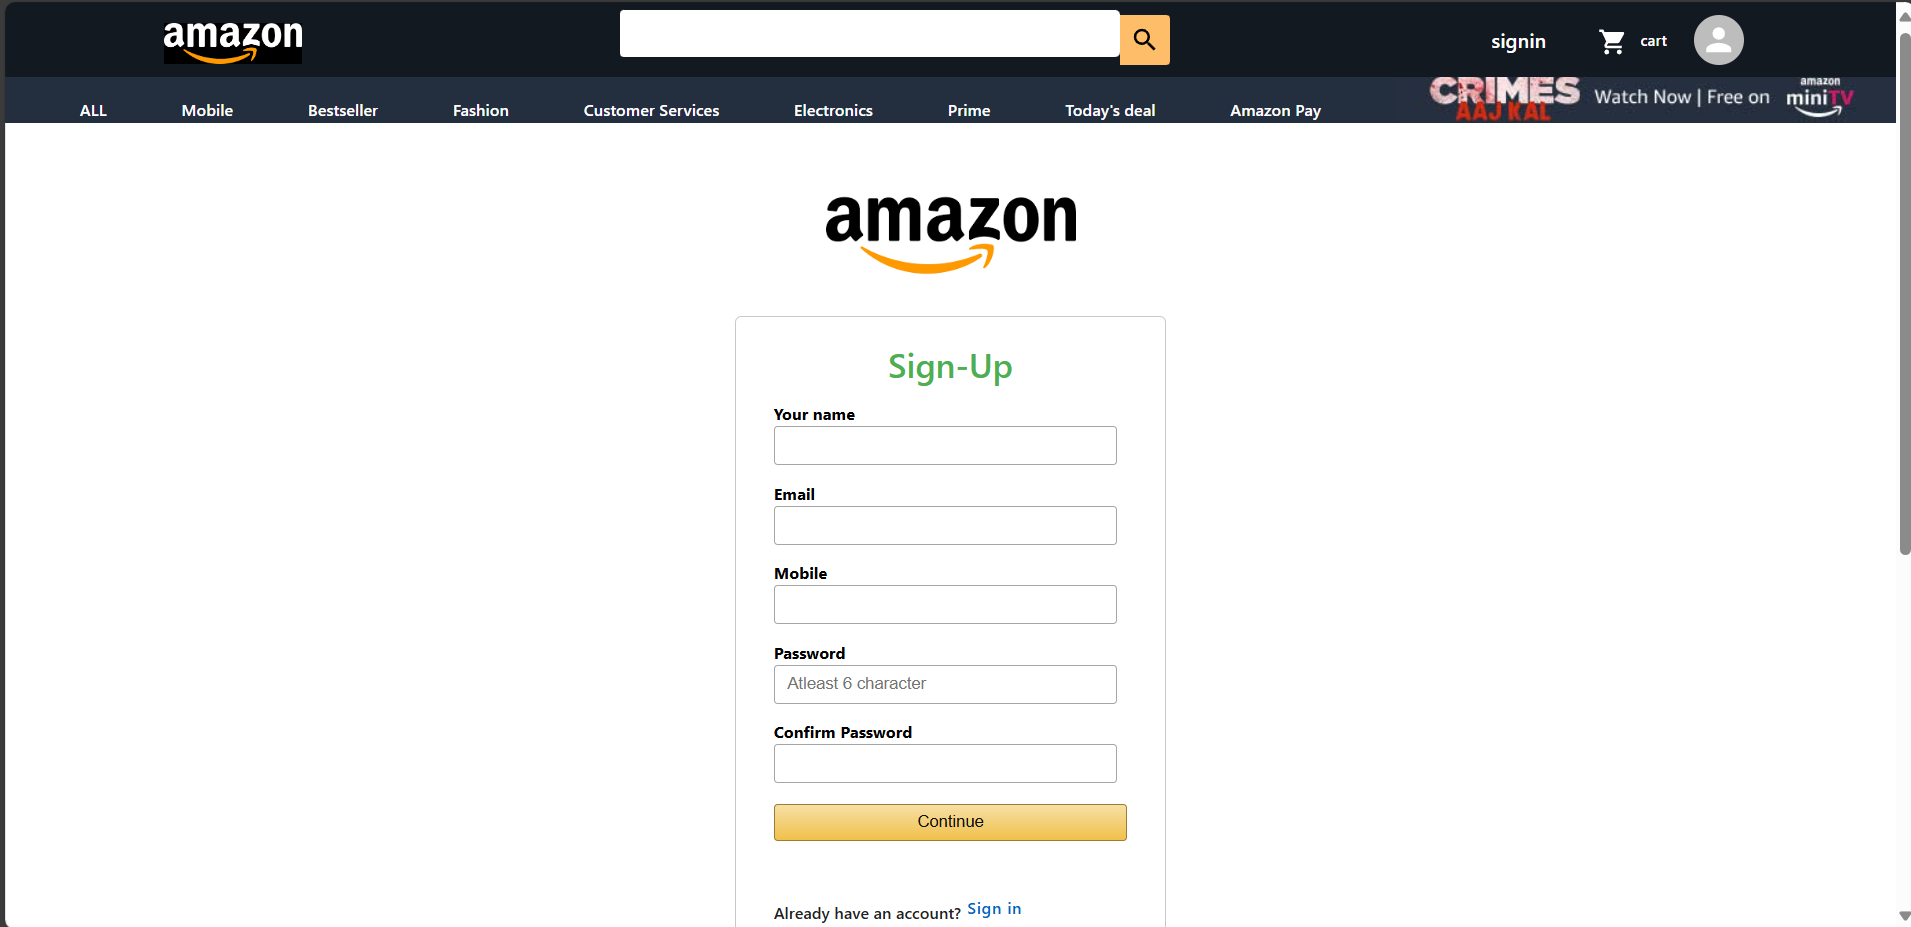 amazon
signin
cart
ALL
Mobile
Bestseller
Fashion
Customer Services
Electronics
Prime
Today's deal
Amazon Pay
CRIMES
AAJ KAL
Watch Now | Free on
amazon
miniTV
amazon
Sign-Up
Your name
Email
Mobile
Password
Atleast 6 character
Confirm Password
Continue
Already have an account? Sign in